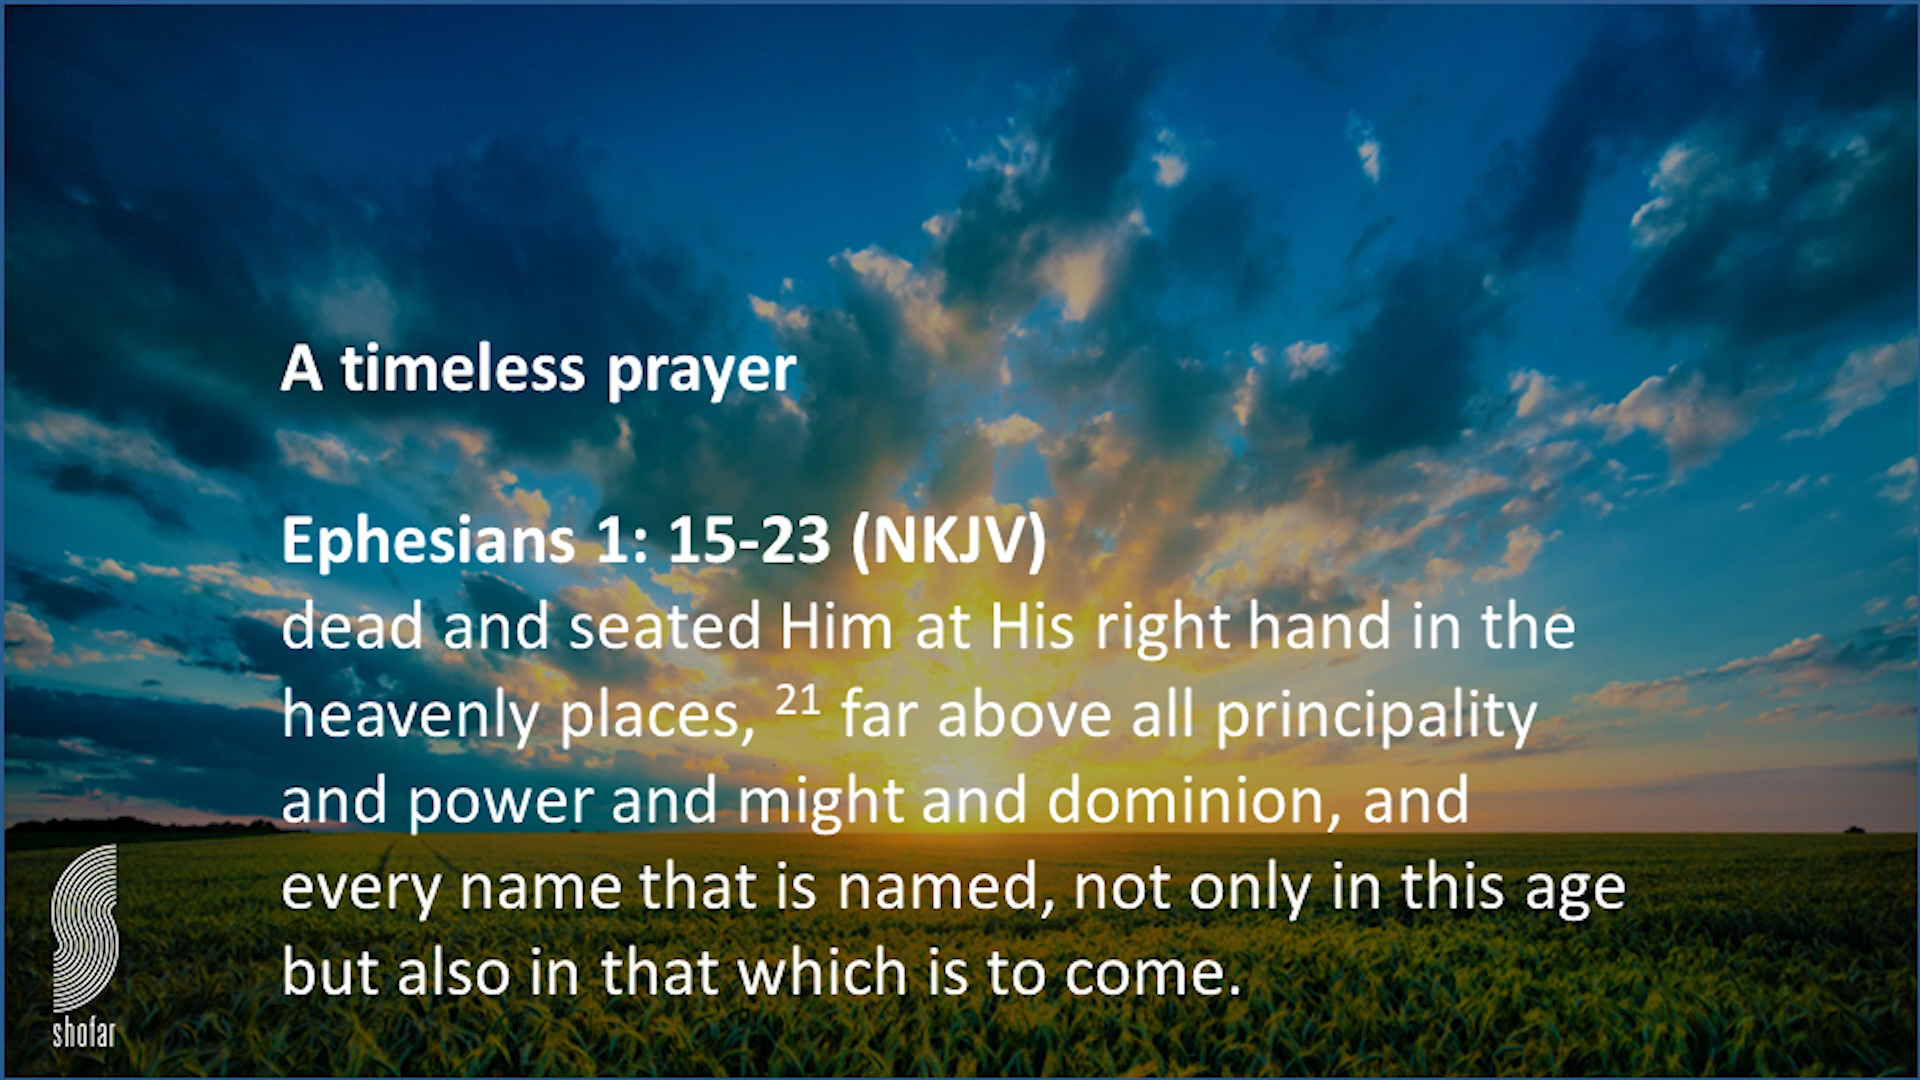 A timeless prayer
Ephesians 1: 15-23 (NKJV)
dead and seated Him at His right hand in the
heavenly places, 21 far above all principality
and power and might and dominion, and
every name that is named, not only in this age
but also in that which is to come.
shofar